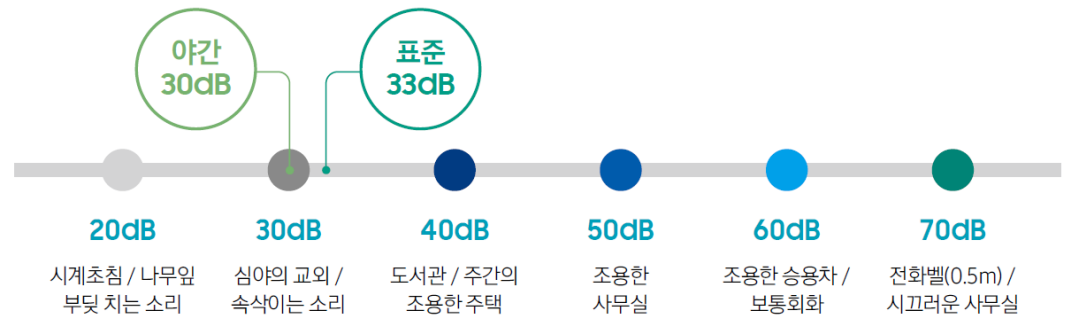 야간
30dB
표준
33dB
20dB
시계초침 / 나무잎
부딪 치는 소리
30dB
심야의 교외 /
속삭이는 소리
40dB
도서관 / 주간의
조용한 주택
50dB
조용한
사무실
60dB
조용한 승용차 /
보통회화
70dB
전화벨(0.5m) /
시끄러운 사무실